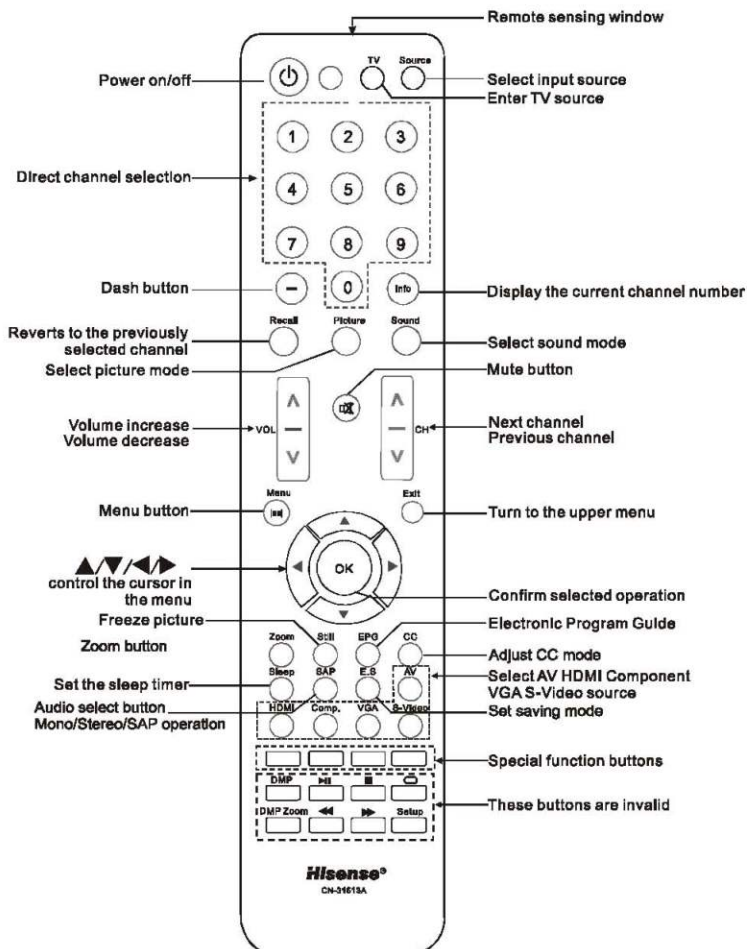 Remote sensing window
TV
Source
Power on/off
Select input source
Enter TV source
1 2 3
Direct channel selection
4 5 6
7 8 9
Dash button
0
Info
Display the current channel number
Recall
Picture
Sound
Reverts to the previously
selected channel
Select sound mode
Select picture mode
Mute button
Volume increase
Volume decrease
VOL
CH
Next channel
Previous channel
Menu
Exit
Menu button
Turn to the upper menu
OK
▲/▼/◀/▶
control the cursor in
the menu
Confirm selected operation
Freeze picture
Electronic Program Guide
Zoom button
Zoom
Still
EPG
CC
Adjust CC mode
Sleep
SAP
E.S
AV
Select AV HDMI Component
VGA S-Video source
Set the sleep timer
Audio select button
Mono/Stereo/SAP operation
Set saving mode
HDMI
Comp.
VGA
S-Video
Special function buttons
DMP
These buttons are invalid
DMP Zoom
Setup
Hisense®
CN-31613A